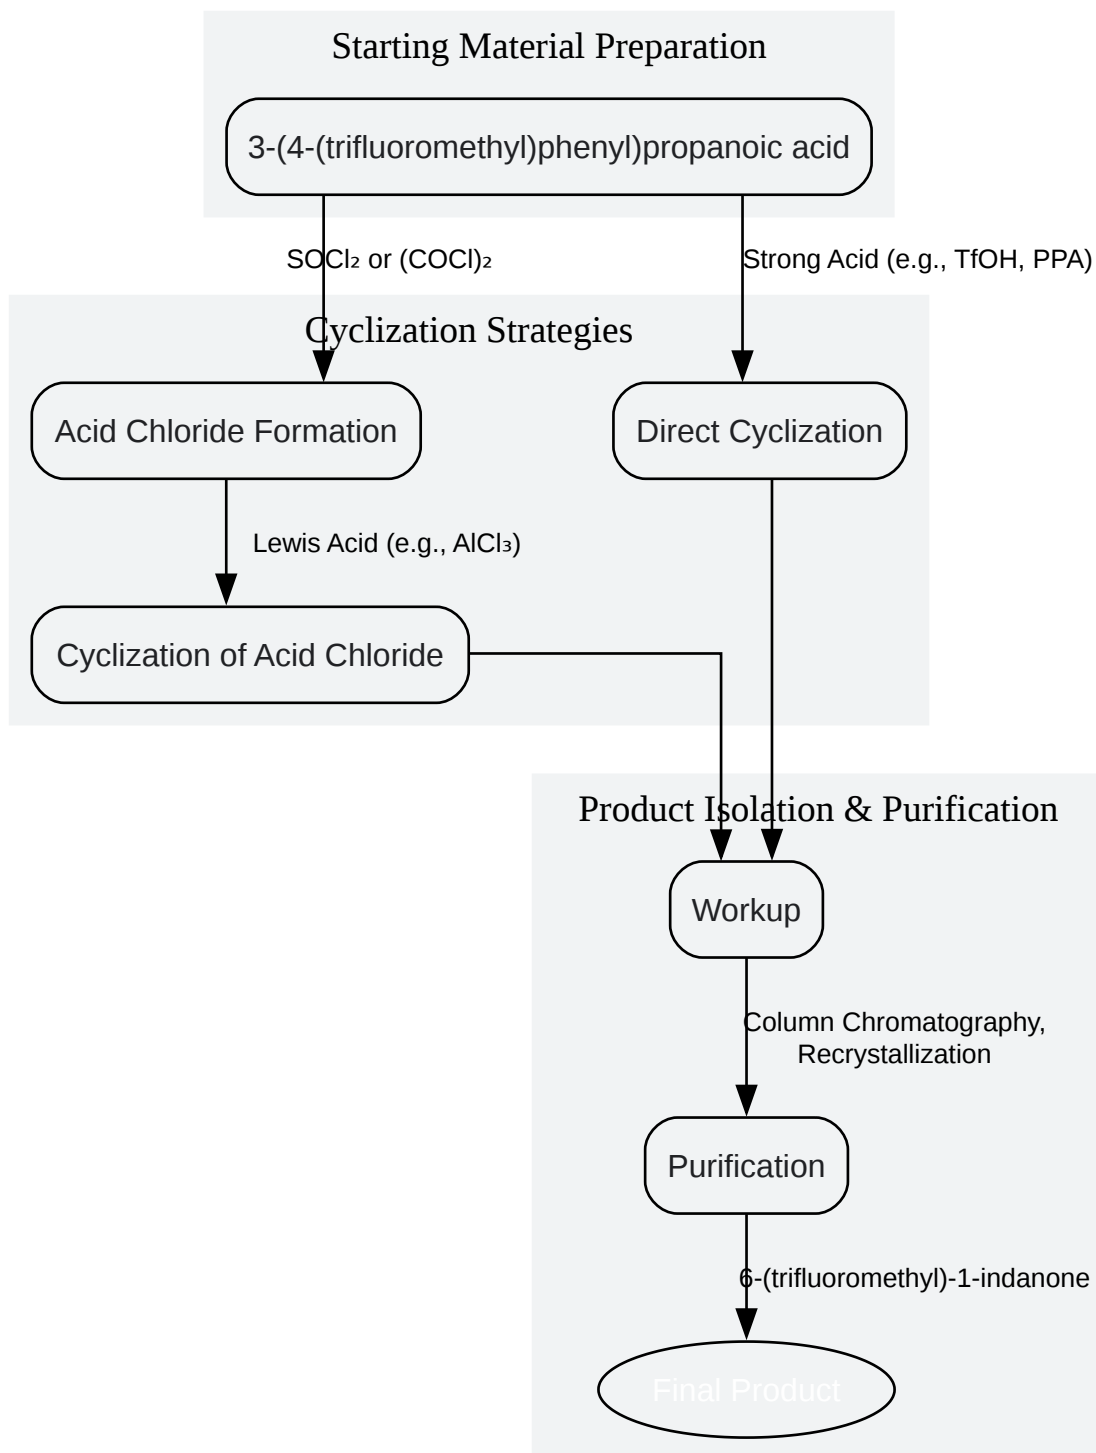 Starting Material Preparation
3-(4-(trifluoromethyl)phenyl)propanoic acid
SOCl₂ or (COCl)₂
Strong Acid (e.g., TfOH, PPA)
Cyclization Strategies
Acid Chloride Formation
Direct Cyclization
Lewis Acid (e.g., AlCl₃)
Cyclization of Acid Chloride
Product Isolation & Purification
Workup
Column Chromatography,
Recrystallization
Purification
6-(trifluoromethyl)-1-indanone
Final Product